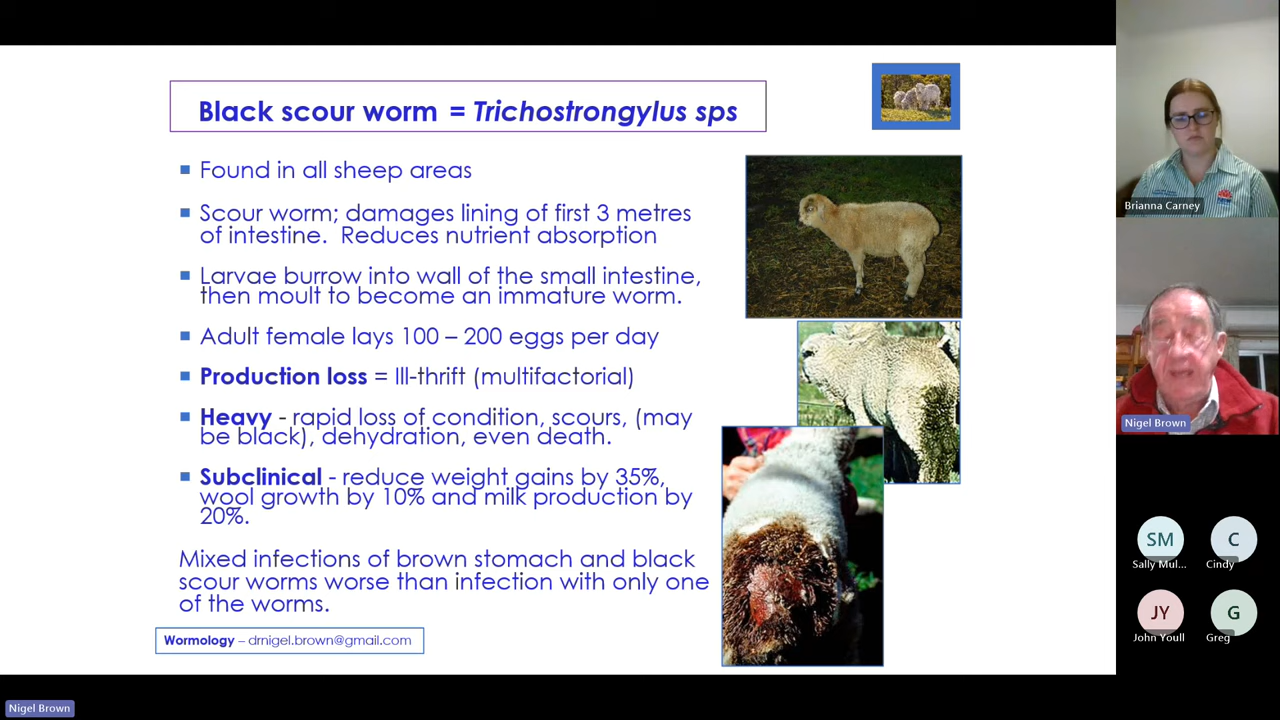 Black scour worm = Trichostrongylus sps
Found in all sheep areas
Scour worm; damages lining of first 3 metres
of intestine. Reduces nutrient absorption
Larvae burrow into wall of the small intestine,
then moult to become an immature worm.
Adult female lays 100 – 200 eggs per day
Production loss = Ill-thrift (multifactorial)
Heavy - rapid loss of condition, scours, (may
be black), dehydration, even death.
Subclinical - reduce weight gains by 35%,
wool growth by 10% and milk production by
20%.
Mixed infections of brown stomach and black
scour worms worse than infection with only one
of the worms.
Wormology – drnigel.brown@gmail.com
Nigel Brown
Brianna Carney
Nigel Brown
SM
Sally Mul...
C
Cindy
JY
John Youll
G
Greg